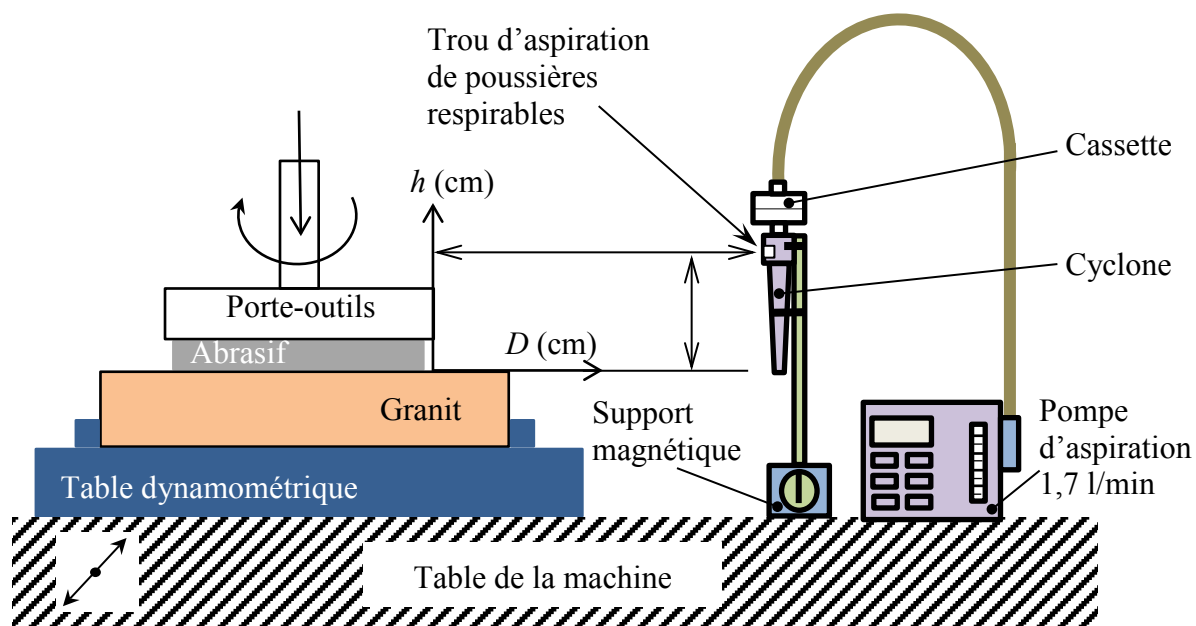 Trou d’aspiration
de poussières
respirables
Cassette
h (cm)
Cyclone
Porte-outils
Abrasif
D (cm)
Granit
Support
magnétique
Pompe
d’aspiration
1,7 l/min
Table dynamométrique
Table de la machine